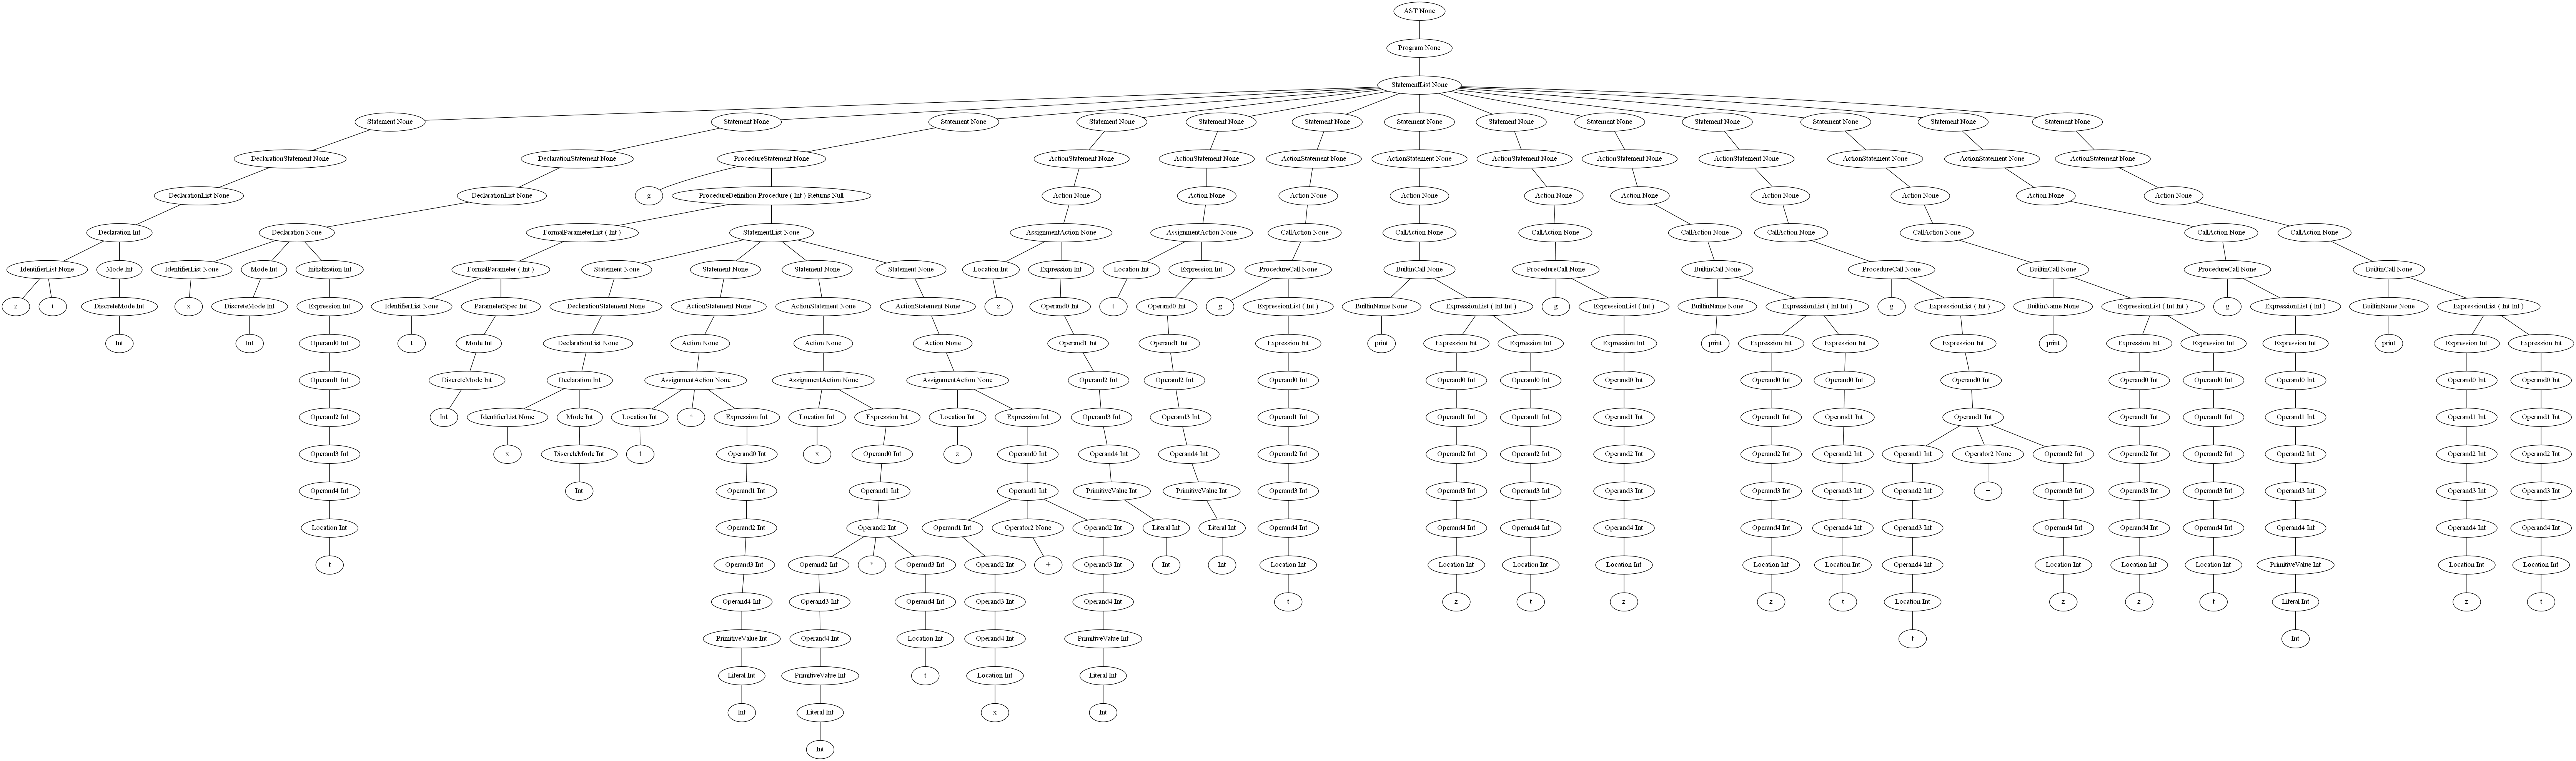 AST None
Program None
StatementList None
Statement None Statement None Statement None Statement None Statement None Statement None Statement None Statement None Statement None Statement None Statement None Statement None Statement None
DeclarationStatement None DeclarationStatement None ProcedureStatement None ActionStatement None ActionStatement None ActionStatement None ActionStatement None ActionStatement None ActionStatement None ActionStatement None ActionStatement None ActionStatement None ActionStatement None
DeclarationList None DeclarationList None g ProcedureDefinition Procedure ( Int ) Returns Null Action None Action None Action None Action None Action None Action None Action None Action None Action None Action None
Declaration Int Declaration None FormalParameterList ( Int ) StatementList None AssignmentAction None AssignmentAction None CallAction None CallAction None CallAction None CallAction None CallAction None CallAction None CallAction None CallAction None
IdentifierList None Mode Int IdentifierList None Mode Int Initialization Int FormalParameter ( Int ) Statement None Statement None Statement None Statement None Location Int Expression Int Location Int Expression Int ProcedureCall None BuiltinCall None ProcedureCall None BuiltinCall None ProcedureCall None BuiltinCall None ProcedureCall None BuiltinCall None
z t DiscreteMode Int x DiscreteMode Int Expression Int IdentifierList None ParameterSpec Int DeclarationStatement None ActionStatement None ActionStatement None ActionStatement None z Operand0 Int t Operand0 Int g ExpressionList ( Int ) BuiltinName None ExpressionList ( Int Int ) g ExpressionList ( Int ) BuiltinName None ExpressionList ( Int Int ) g ExpressionList ( Int ) BuiltinName None ExpressionList ( Int Int ) g ExpressionList ( Int ) BuiltinName None ExpressionList ( Int Int )
Int Int Operand0 Int t Mode Int DeclarationList None Action None Action None Action None Operand1 Int Operand1 Int Expression Int print Expression Int Expression Int Expression Int print Expression Int Expression Int Expression Int print Expression Int Expression Int Expression Int print Expression Int Expression Int
Operand1 Int DiscreteMode Int Declaration Int AssignmentAction None AssignmentAction None AssignmentAction None Operand2 Int Operand2 Int Operand0 Int Operand0 Int Operand0 Int Operand0 Int Operand0 Int Operand0 Int Operand0 Int Operand0 Int Operand0 Int Operand0 Int Operand0 Int Operand0 Int
Operand2 Int Int IdentifierList None Mode Int Location Int * Expression Int Location Int Expression Int Location Int Expression Int Operand3 Int Operand3 Int Operand1 Int Operand1 Int Operand1 Int Operand1 Int Operand1 Int Operand1 Int Operand1 Int Operand1 Int Operand1 Int Operand1 Int Operand1 Int Operand1 Int
Operand3 Int x DiscreteMode Int t Operand0 Int x Operand0 Int z Operand0 Int Operand4 Int Operand4 Int Operand2 Int Operand2 Int Operand2 Int Operand2 Int Operand2 Int Operand2 Int Operand1 Int Operator2 None Operand2 Int Operand2 Int Operand2 Int Operand2 Int Operand2 Int Operand2 Int
Operand4 Int Int Operand1 Int Operand1 Int Operand1 Int PrimitiveValue Int PrimitiveValue Int Operand3 Int Operand3 Int Operand3 Int Operand3 Int Operand3 Int Operand3 Int Operand2 Int + Operand3 Int Operand3 Int Operand3 Int Operand3 Int Operand3 Int Operand3 Int
Location Int Operand2 Int Operand2 Int Operand1 Int Operator2 None Operand2 Int Literal Int Literal Int Operand4 Int Operand4 Int Operand4 Int Operand4 Int Operand4 Int Operand4 Int Operand3 Int Operand4 Int Operand4 Int Operand4 Int Operand4 Int Operand4 Int Operand4 Int
t Operand3 Int Operand2 Int * Operand3 Int Operand2 Int + Operand3 Int Int Int Location Int Location Int Location Int Location Int Location Int Location Int Operand4 Int Location Int Location Int Location Int PrimitiveValue Int Location Int Location Int
Operand4 Int Operand3 Int Operand4 Int Operand3 Int Operand4 Int t z t z z t Location Int z z t Literal Int z t
PrimitiveValue Int Operand4 Int Location Int Operand4 Int PrimitiveValue Int t Int
Literal Int PrimitiveValue Int t Location Int Literal Int
Int Literal Int x Int
Int